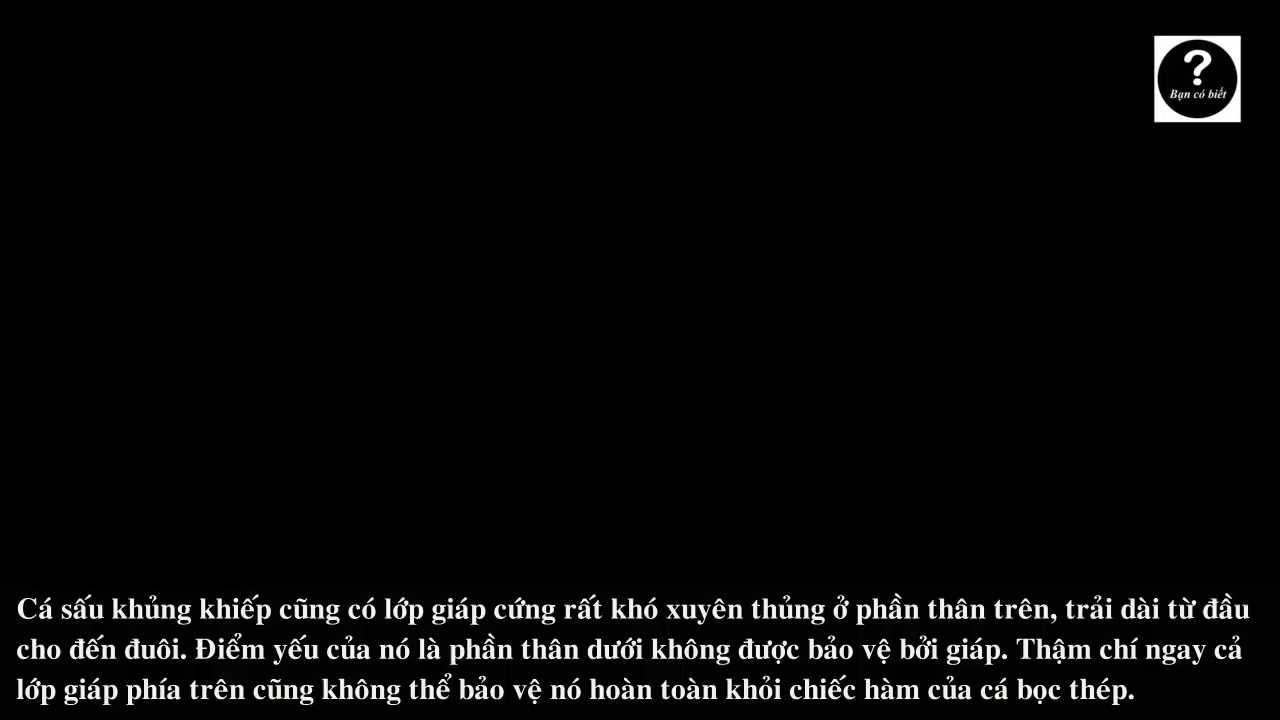 ?
Bạn có biết
Cá sấu khủng khiếp cũng có lớp giáp cứng rất khó xuyên thủng ở phần thân trên, trải dài từ đầu
cho đến đuôi. Điểm yếu của nó là phần thân dưới không được bảo vệ bởi giáp. Thậm chí ngay cả
lớp giáp phía trên cũng không thể bảo vệ nó hoàn toàn khỏi chiếc hàm của cá bọc thép.